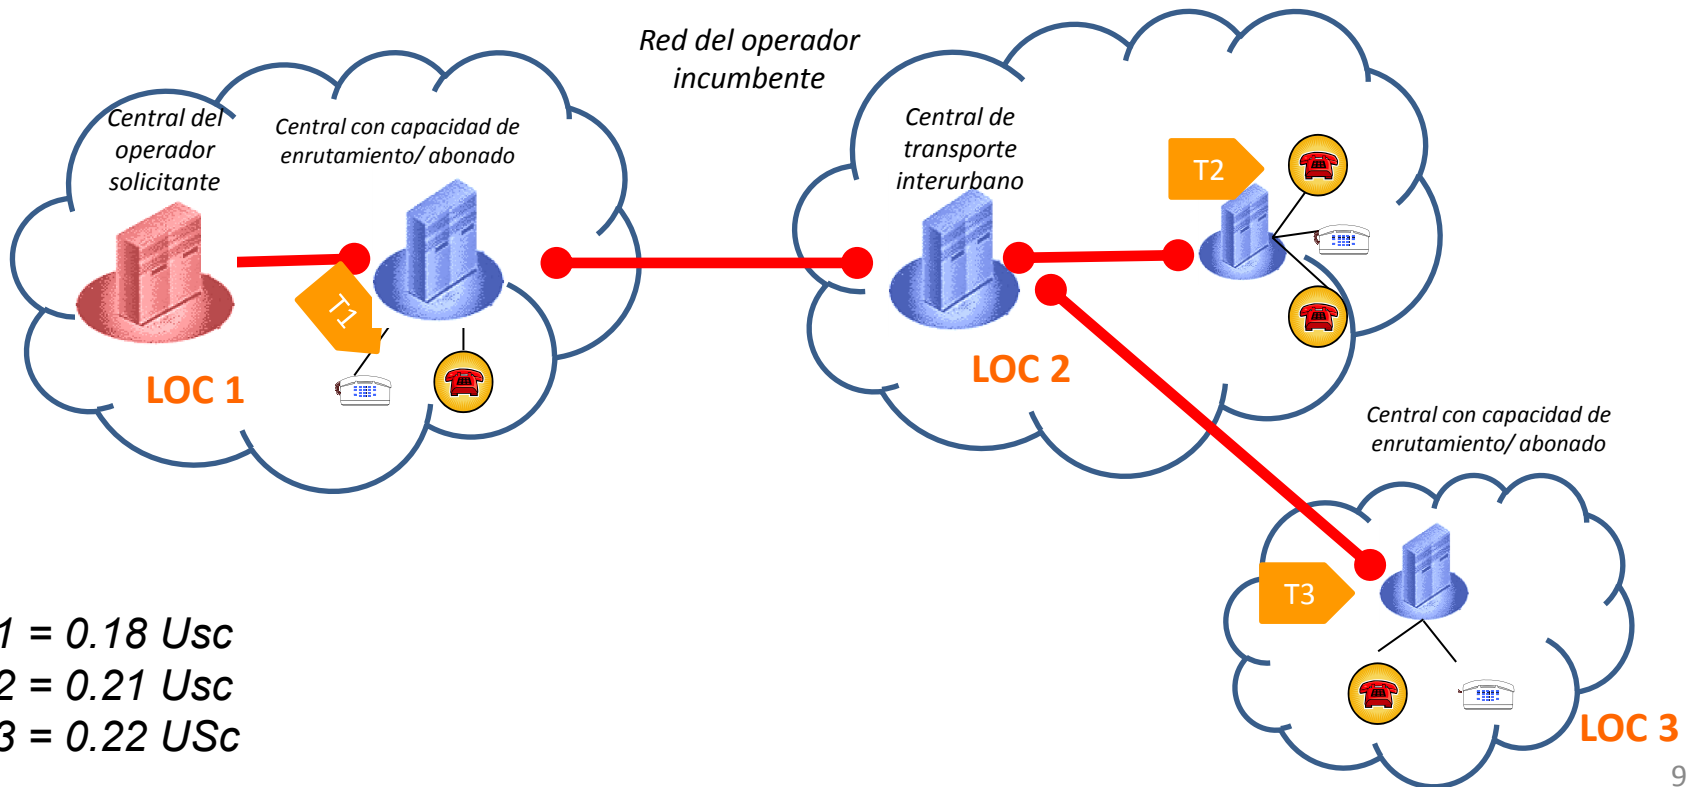 Red del operador
incumbente
Central del
operador
solicitante
Central con capacidad de
enrutamiento/ abonado
Central de
transporte
interurbano
T2
T1
LOC 1
LOC 2
Central con capacidad de
enrutamiento/ abonado
T3
1 = 0.18 Usc
2 = 0.21 Usc
3 = 0.22 USc
LOC 3
9